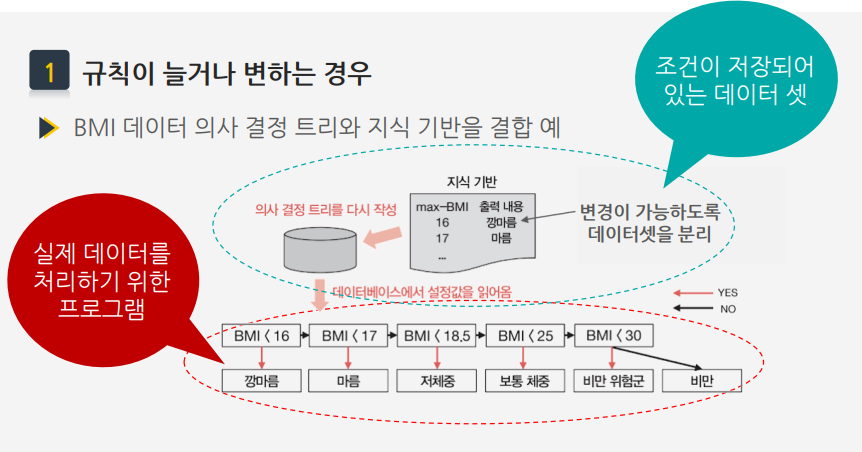 1
규칙이 늘거나 변하는 경우
BMI 데이터 의사 결정 트리와 지식 기반을 결합 예
조건이 저장되어
있는 데이터 셋
지식 기반
의사 결정 트리를 다시 작성
max-BMI 출력 내용
16 깡마름
17 마름
...
변경이 가능하도록
데이터셋을 분리
실제 데이터를
처리하기 위한
프로그램
데이터베이스에서 설정값을 읽어옴
YES
NO
BMI < 16
BMI < 17
BMI < 18.5
BMI < 25
BMI < 30
깡마름
마름
저체중
보통 체중
비만 위험군
비만